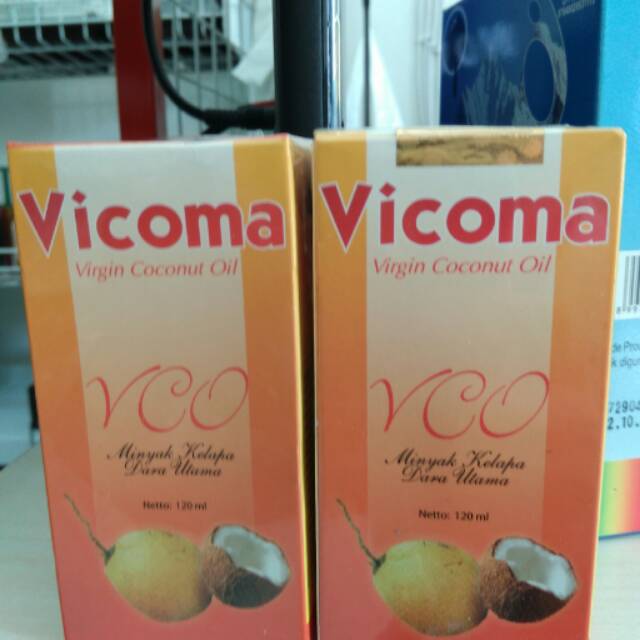 Vicoma
Virgin Coconut Oil
VCO
Minyak Kelapa
Dara Utama
Netto: 120 ml
Vicoma
Virgin Coconut Oil
VCO
Minyak Kelapa
Dara Utama
Netto: 120 ml